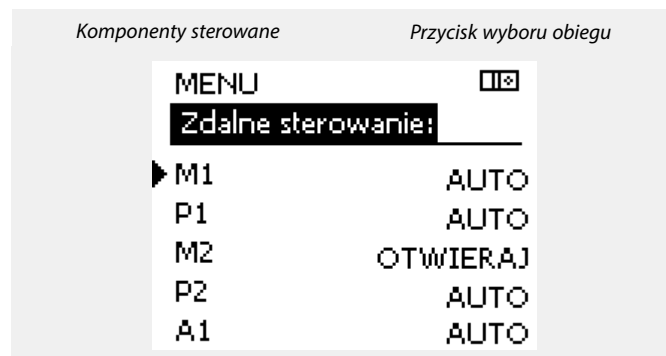 Komponenty sterowane Przycisk wyboru obiegu
MENU
Zdalne sterowanie:
M1 AUTO
P1 AUTO
M2 OTWIERAJ
P2 AUTO
A1 AUTO